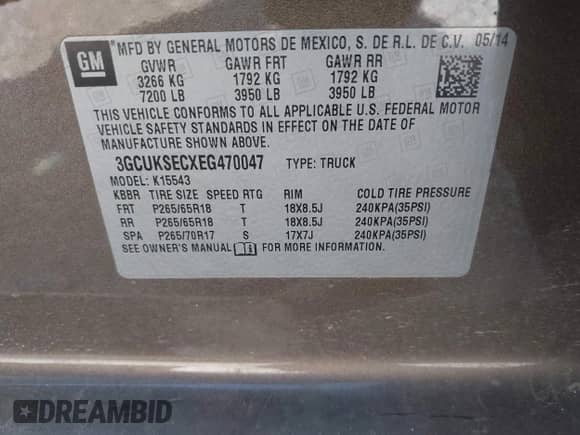 GM
MFD BY GENERAL MOTORS DE MEXICO, S. DE R.L. DE C.V. 05/14
GVWR GAWR FRT GAWR RR
3266 KG 1792 KG 1792 KG
7200 LB 3950 LB 3950 LB
THIS VEHICLE CONFORMS TO ALL APPLICABLE U.S. FEDERAL MOTOR
VEHICLE SAFETY STANDARDS IN EFFECT ON THE DATE OF
MANUFACTURE SHOWN ABOVE.
3GCUKSECXEG470047 TYPE: TRUCK
MODEL: K15543
KBBR TIRE SIZE SPEED RTG RIM COLD TIRE PRESSURE
FRT P265/65R18 T 18X8.5J 240KPA(35PSI)
RR P265/65R18 T 18X8.5J 240KPA(35PSI)
SPA P265/70R17 S 17X7J 240KPA(35PSI)
SEE OWNER'S MANUAL FOR MORE INFORMATION.
DREAMBID